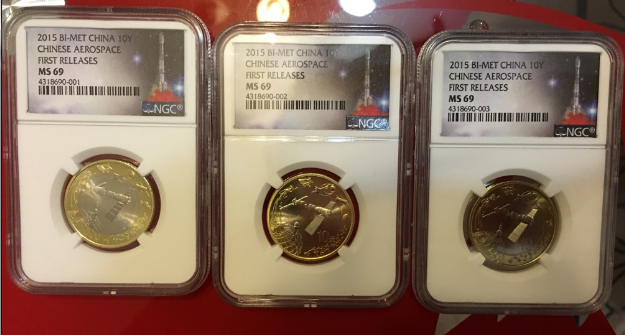 2015 BI-MET CHINA 10Y
CHINESE AEROSPACE
FIRST RELEASES
MS 69
4318690-001
NGC®
2015 BI-MET CHINA 10Y
CHINESE AEROSPACE
FIRST RELEASES
MS 69
4318690-002
NGC®
2015 BI-MET CHINA 10Y
CHINESE AEROSPACE
FIRST RELEASES
MS 69
4318690-003
NGC®